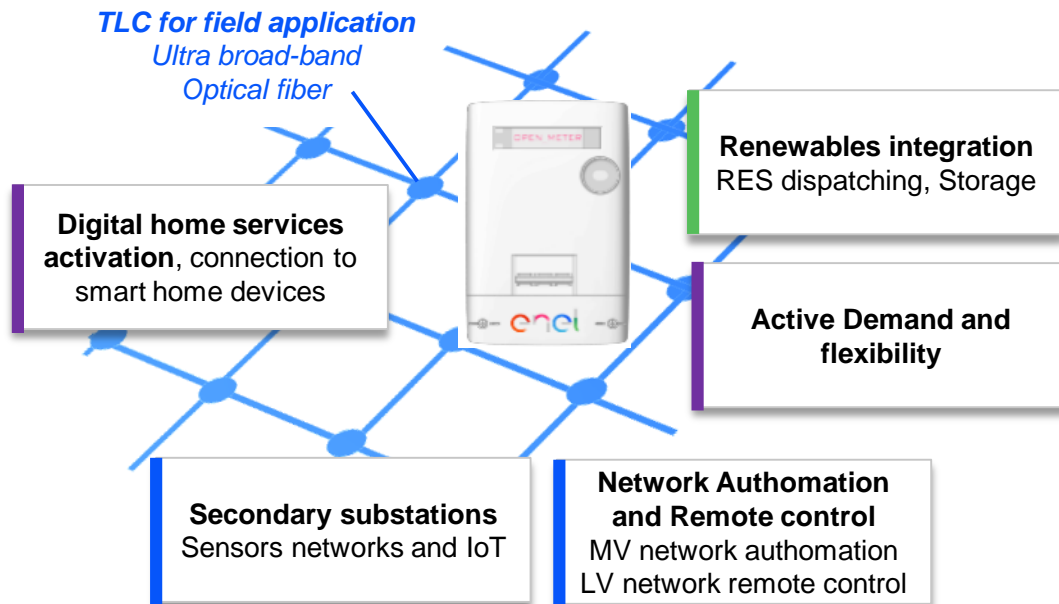 TLC for field application
Ultra broad-band
Optical fiber
OPEN METER
Renewables integration
RES dispatching, Storage
Digital home services
activation, connection to
smart home devices
enel
Active Demand and
flexibility
Secondary substations
Sensors networks and IoT
Network Authomation
and Remote control
MV network authomation
LV network remote control